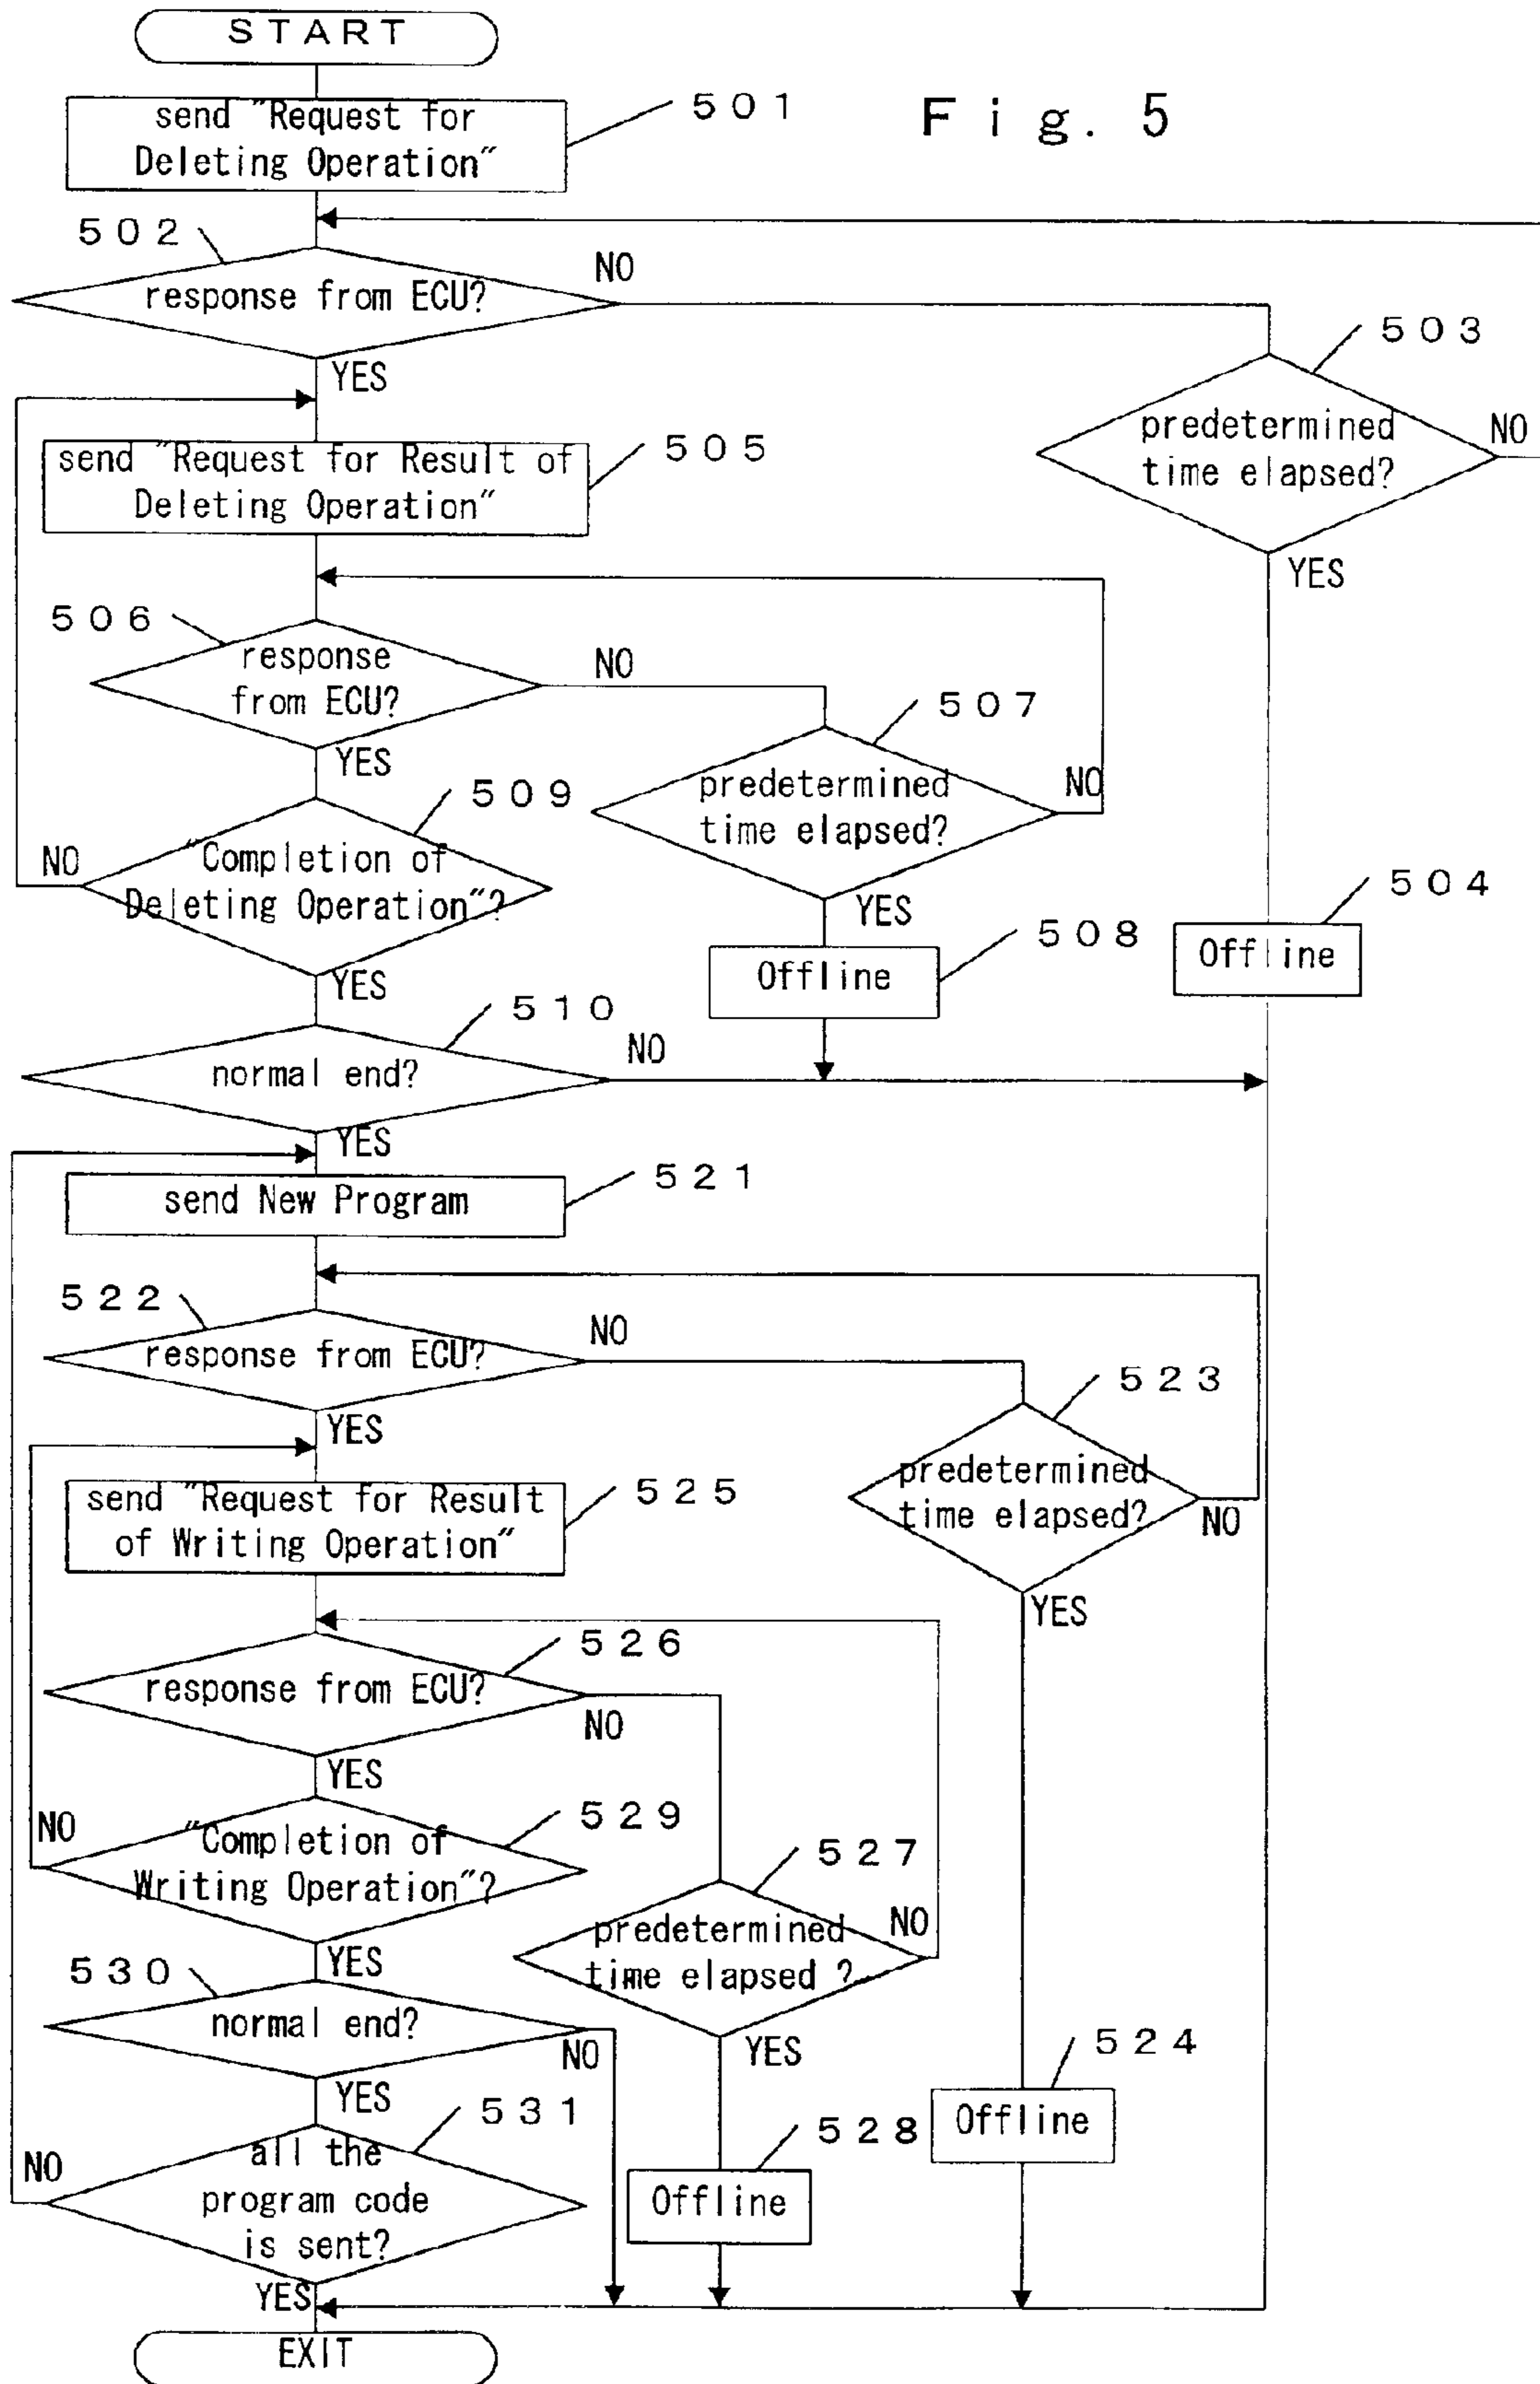 START
send "Request for
Deleting Operation"
501
Fig. 5
502
response from ECU?
NO
YES
503
predetermined
time elapsed?
NO
YES
send "Request for Result of
Deleting Operation"
505
506
response
from ECU?
NO
YES
507
predetermined
time elapsed?
NO
YES
509
"Completion of
Deleting Operation"?
NO
YES
508
Offline
504
Offline
510
normal end?
NO
YES
send New Program
521
522
response from ECU?
NO
YES
523
predetermined
time elapsed?
NO
YES
send "Request for Result
of Writing Operation"
525
526
response from ECU?
NO
YES
529
"Completion of
Writing Operation"?
NO
YES
527
predetermined
time elapsed ?
NO
YES
530
normal end?
NO
YES
524
Offline
528
Offline
531
all the
program code
is sent?
NO
YES
EXIT